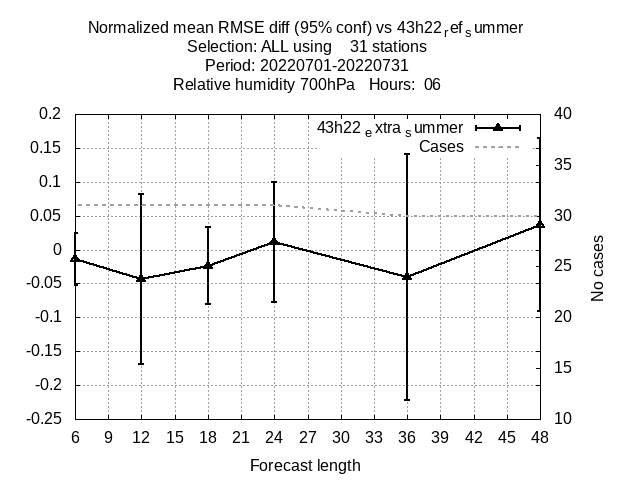 Normalized mean RMSE diff (95% conf) vs 43h22refsummer
Selection: ALL using 31 stations
Period: 20220701-20220731
Relative humidity 700hPa Hours: 06
43h22extrasummer
Cases
0.2
0.15
0.1
0.05
0
-0.05
-0.1
-0.15
-0.2
-0.25
40
35
30
25
20
15
10
No cases
6 9 12 15 18 21 24 27 30 33 36 39 42 45 48
Forecast length